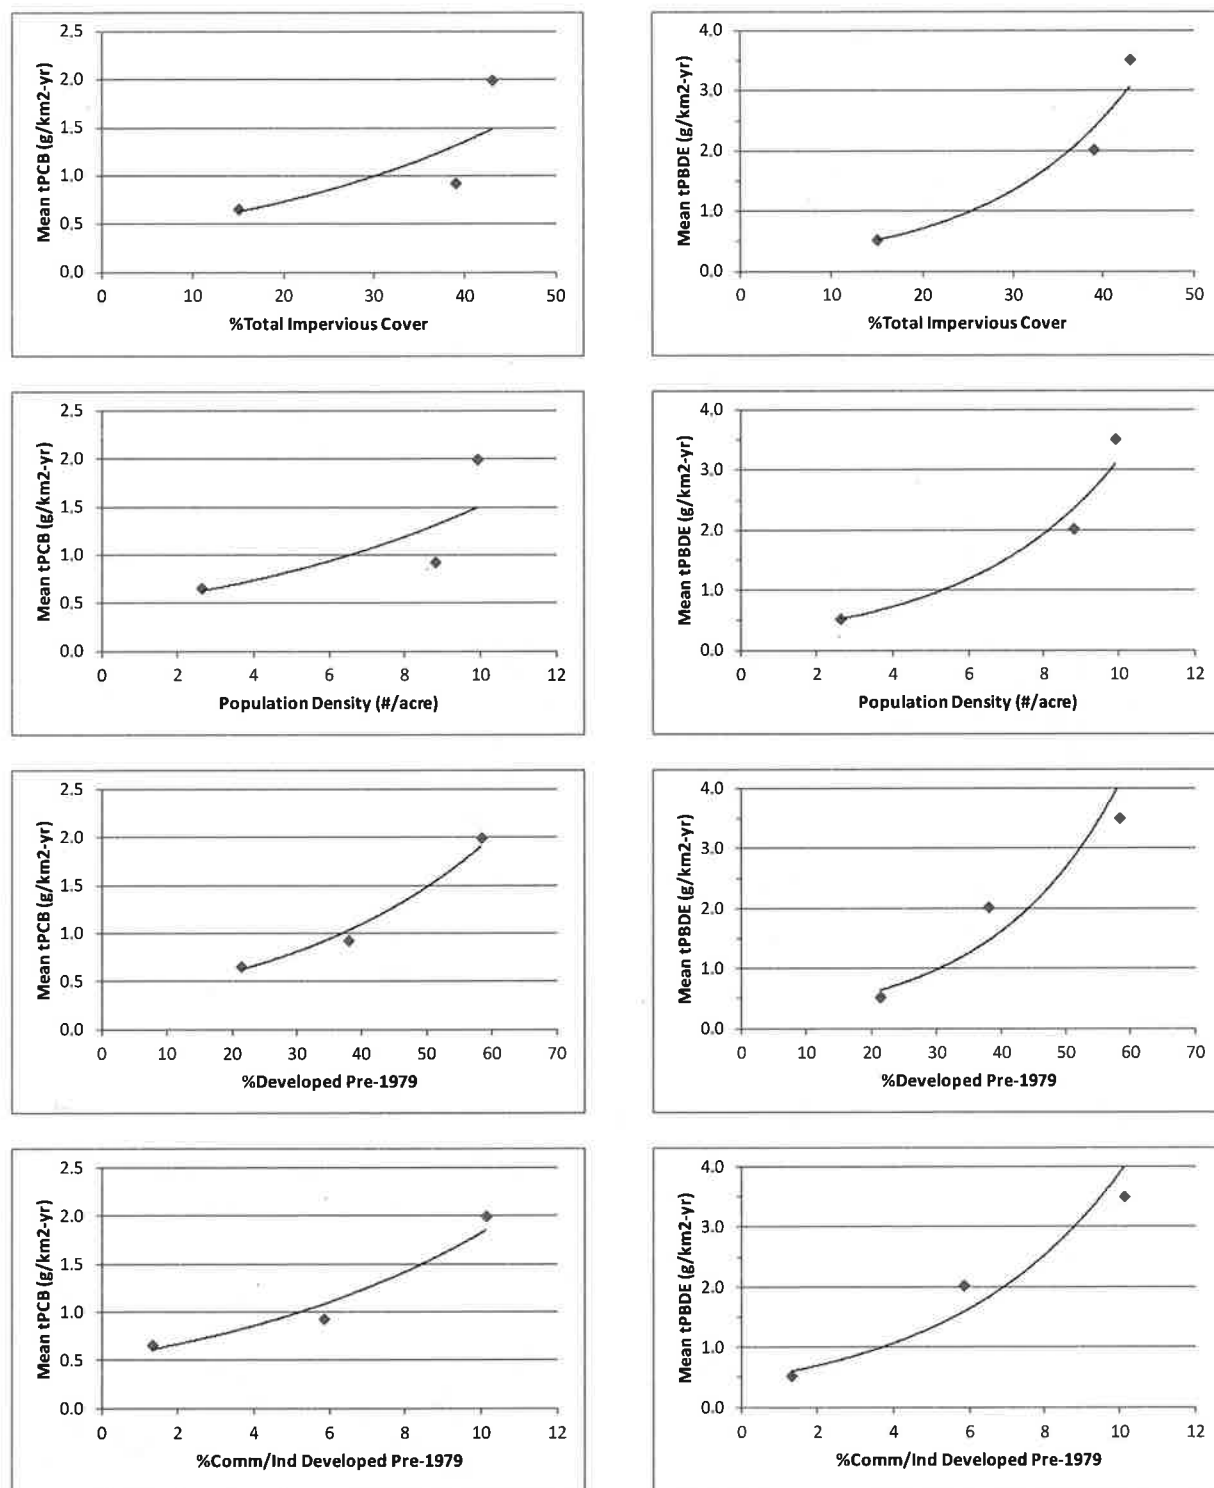 2.5
2.0
1.5
1.0
0.5
0.0
Mean tPCB (g/km2-yr)
0 10 20 30 40 50
%Total Impervious Cover
4.0
3.0
2.0
1.0
0.0
Mean tPBDE (g/km2-yr)
0 10 20 30 40 50
%Total Impervious Cover
2.5
2.0
1.5
1.0
0.5
0.0
Mean tPCB (g/km2-yr)
0 2 4 6 8 10 12
Population Density (#/acre)
4.0
3.0
2.0
1.0
0.0
Mean tPBDE (g/km2-yr)
0 2 4 6 8 10 12
Population Density (#/acre)
2.5
2.0
1.5
1.0
0.5
0.0
Mean tPCB (g/km2-yr)
0 10 20 30 40 50 60 70
%Developed Pre-1979
4.0
3.0
2.0
1.0
0.0
Mean tPBDE (g/km2-yr)
0 10 20 30 40 50 60 70
%Developed Pre-1979
2.5
2.0
1.5
1.0
0.5
0.0
Mean tPCB (g/km2-yr)
0 2 4 6 8 10 12
%Comm/Ind Developed Pre-1979
4.0
3.0
2.0
1.0
0.0
Mean tPBDE (g/km2-yr)
0 2 4 6 8 10 12
%Comm/Ind Developed Pre-1979